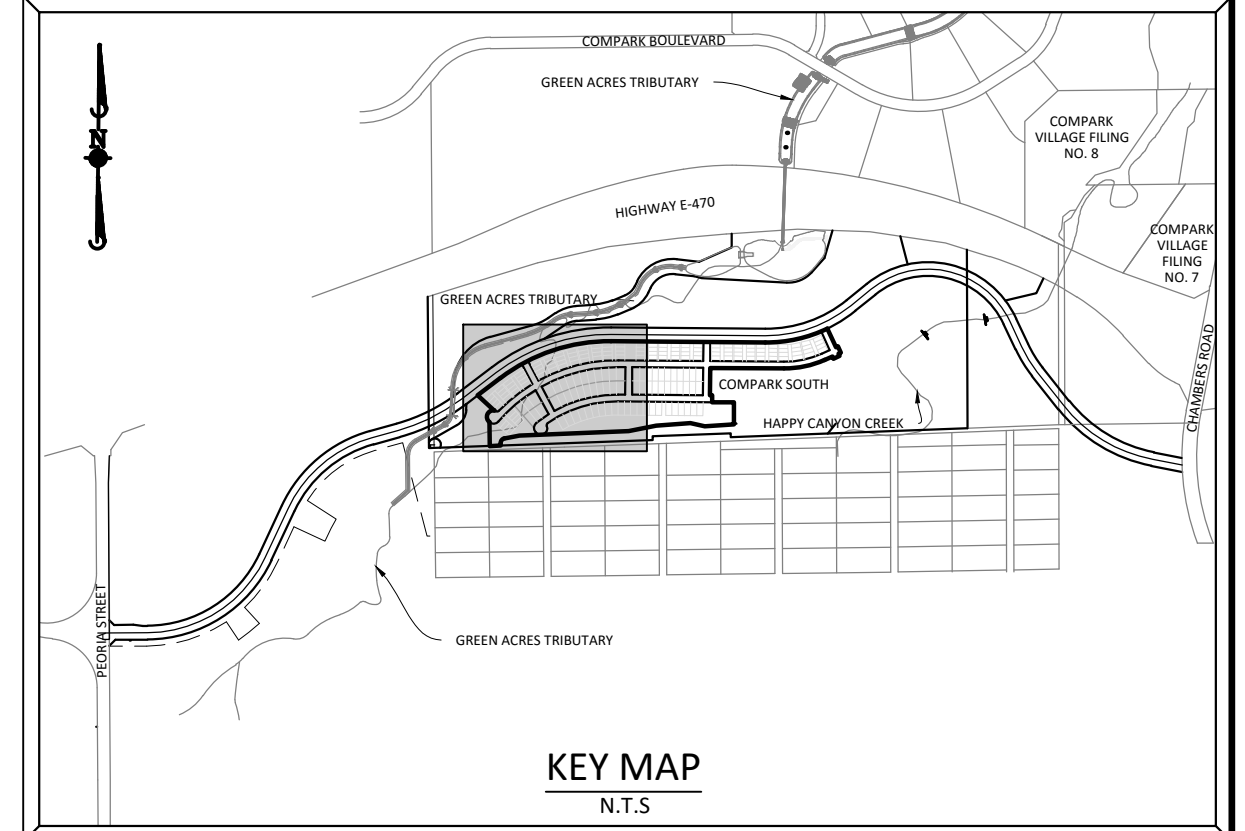 COMPARK BOULEVARD
GREEN ACRES TRIBUTARY
N
COMPARK
VILLAGE FILING
NO. 8
HIGHWAY E-470
COMPARK
VILLAGE
FILING
NO. 7
GREEN ACRES TRIBUTARY
COMPARK SOUTH
HAPPY CANYON CREEK
CHAMBERS ROAD
PEORIA STREET
GREEN ACRES TRIBUTARY
KEY MAP
N.T.S